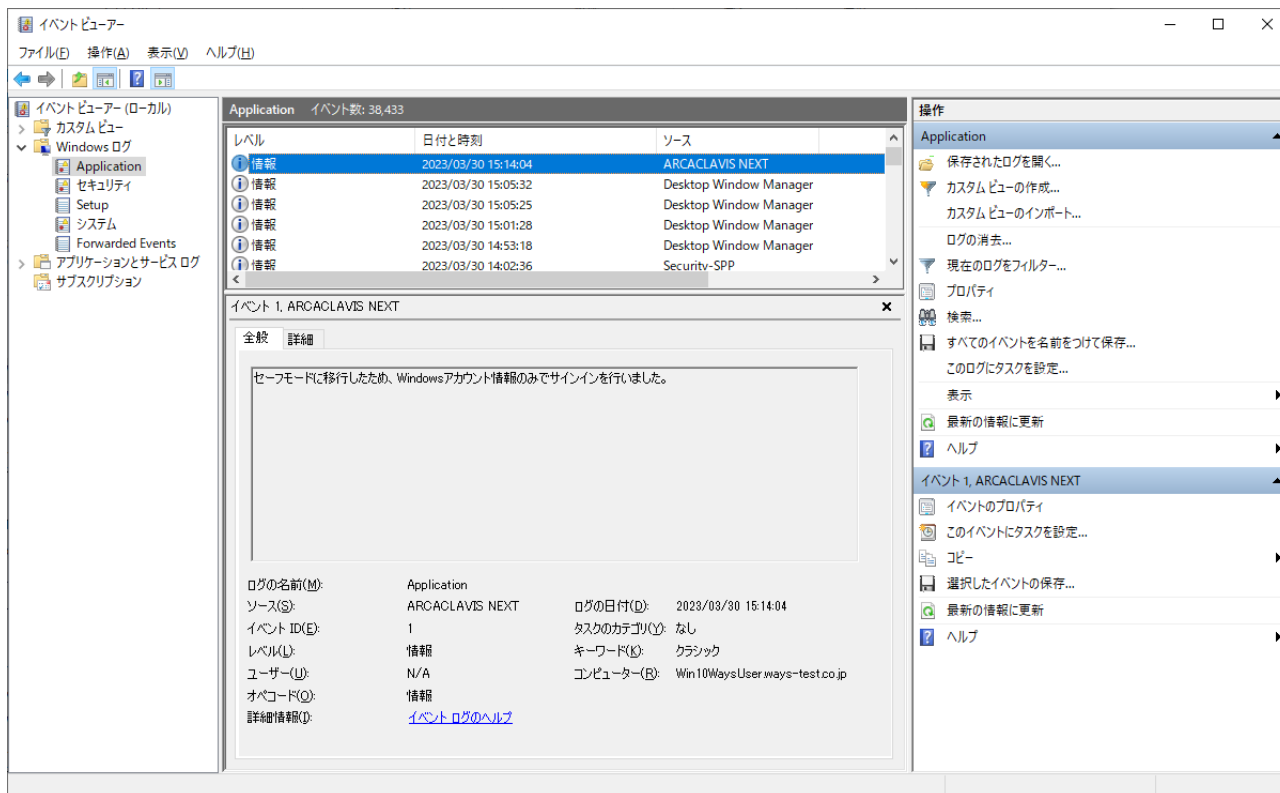 イベント ビューアー
ファイル(F) 操作(A) 表示(V) ヘルプ(H)
イベント ビューアー (ローカル)
カスタム ビュー
Windows ログ
Application
セキュリティ
Setup
システム
Forwarded Events
アプリケーションとサービス ログ
サブスクリプション
Application イベント数: 38,433
レベル 日付と時刻 ソース
情報 2023/03/30 15:14:04 ARCACLAVIS NEXT
情報 2023/03/30 15:05:32 Desktop Window Manager
情報 2023/03/30 15:05:25 Desktop Window Manager
情報 2023/03/30 15:01:28 Desktop Window Manager
情報 2023/03/30 14:53:18 Desktop Window Manager
情報 2023/03/30 14:02:36 Security-SPP
イベント 1, ARCACLAVIS NEXT
全般 詳細
セーフモードに移行したため、Windowsアカウント情報のみでサインインを行いました。
ログの名前(M): Application
ソース(S): ARCACLAVIS NEXT ログの日付(D): 2023/03/30 15:14:04
イベント ID(E): 1 タスクのカテゴリ(Y): なし
レベル(L): 情報 キーワード(K): クラシック
ユーザー(U): N/A コンピューター(R): Win10WaysUser.ways-test.co.jp
オペコード(O): 情報
詳細情報(I): イベント ログのヘルプ
操作
Application
保存されたログを開く...
カスタム ビューの作成...
カスタム ビューのインポート...
ログの消去...
現在のログをフィルター...
プロパティ
検索...
すべてのイベントを名前をつけて保存...
このログにタスクを設定...
表示
最新の情報に更新
ヘルプ
イベント 1, ARCACLAVIS NEXT
イベントのプロパティ
このイベントにタスクを設定...
コピー
選択したイベントの保存...
最新の情報に更新
ヘルプ